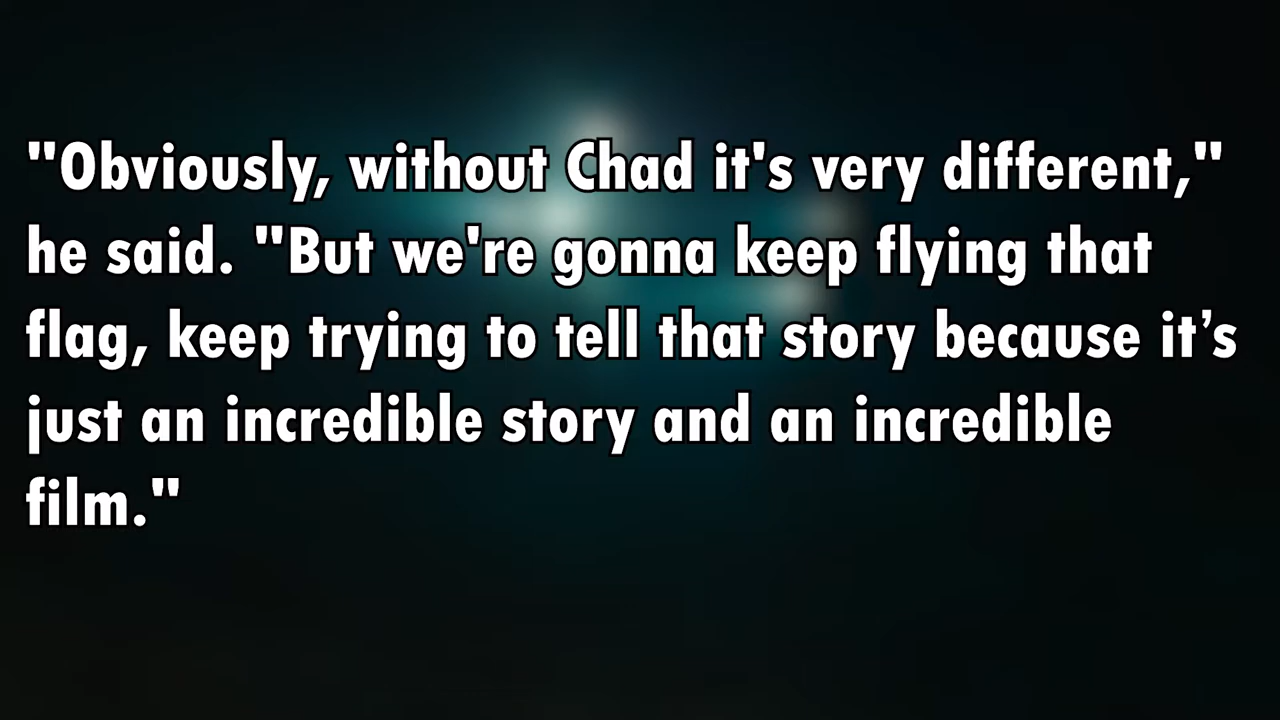 "Obviously, without Chad it's very different,"
he said. "But we're gonna keep flying that
flag, keep trying to tell that story because it’s
just an incredible story and an incredible
film."